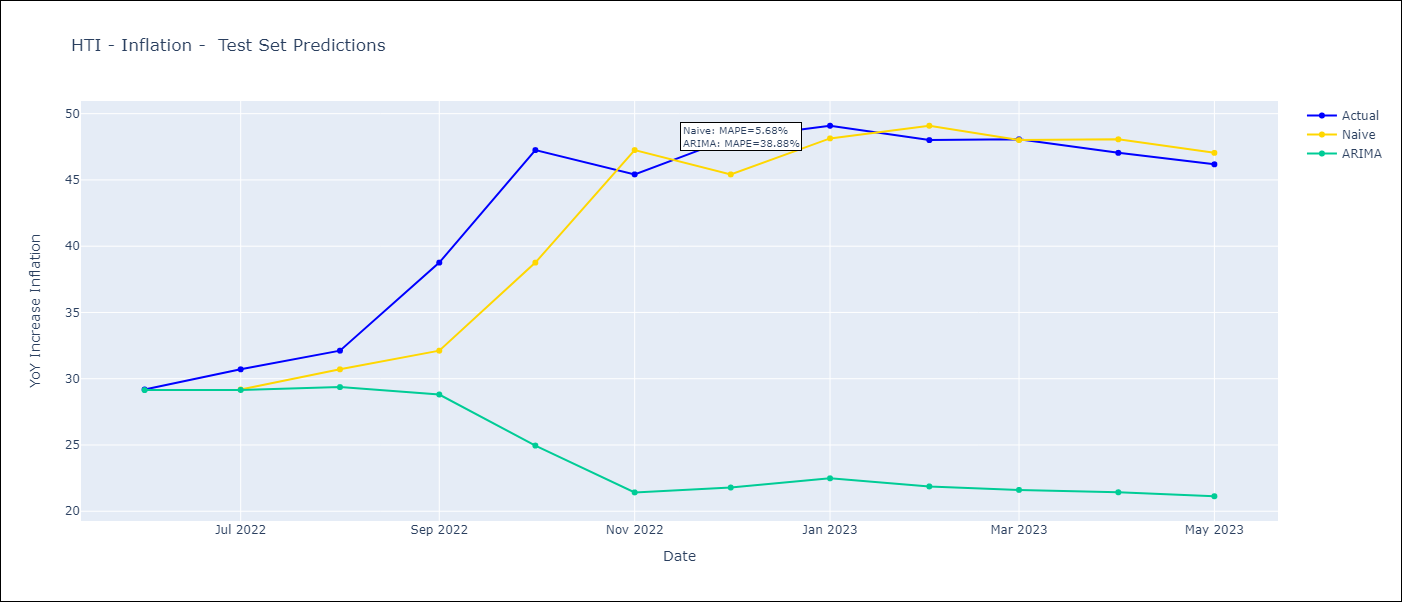 HTI - Inflation -  Test Set Predictions
Actual
Naive
ARIMA
Naive: MAPE=5.68%
ARIMA: MAPE=38.88%
YoY Increase Inflation
50
45
40
35
30
25
20
Jul 2022
Sep 2022
Nov 2022
Jan 2023
Mar 2023
May 2023
Date